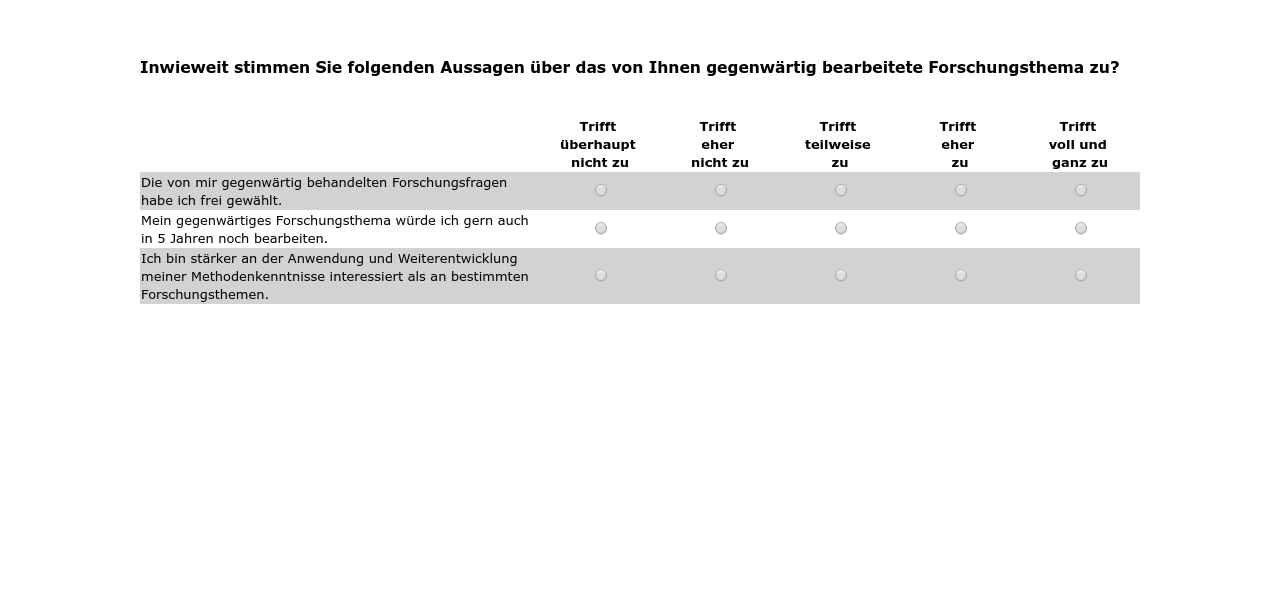 Inwieweit stimmen Sie folgenden Aussagen über das von Ihnen gegenwärtig bearbeitete Forschungsthema zu?
Trifft überhaupt nicht zu
Trifft eher nicht zu
Trifft teilweise zu
Trifft eher zu
Trifft voll und ganz zu
Die von mir gegenwärtig behandelten Forschungsfragen
habe ich frei gewählt.
Mein gegenwärtiges Forschungsthema würde ich gern auch
in 5 Jahren noch bearbeiten.
Ich bin stärker an der Anwendung und Weiterentwicklung
meiner Methodenkenntnisse interessiert als an bestimmten
Forschungsthemen.